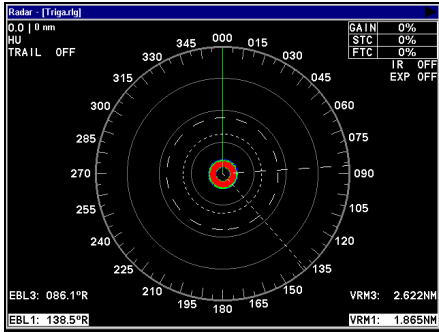 Radar - [Triga.rlg]
0.0 | 0 nm
HU
TRAIL OFF
GAIN 0%
STC 0%
FTC 0%
IR OFF
EXP OFF
000
015
030
045
060
075
090
105
120
135
150
165
180
195
210
225
240
255
270
285
300
315
330
345
EBL3: 086.1ºR
VRM3: 2.622NM
EBL1: 138.5ºR
VRM1: 1.865NM